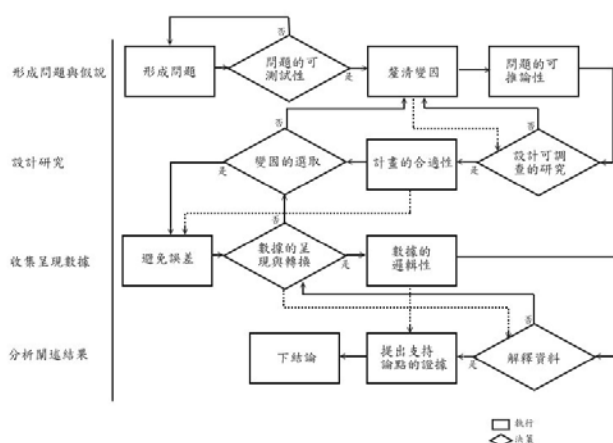 否
形成問題與假說
形成問題
問題的可
測試性
是
釐清變因
問題的可
推論性
否
否
設計研究
變因的選取
是
計畫的合適性
是
設計可調
查的研究
否
收集呈現數據
避免誤差
數據的呈
現與轉換
是
數據的
邏輯性
否
分析闡述結果
下結論
提出支持
論點的證據
是
解釋資料
執行
決策